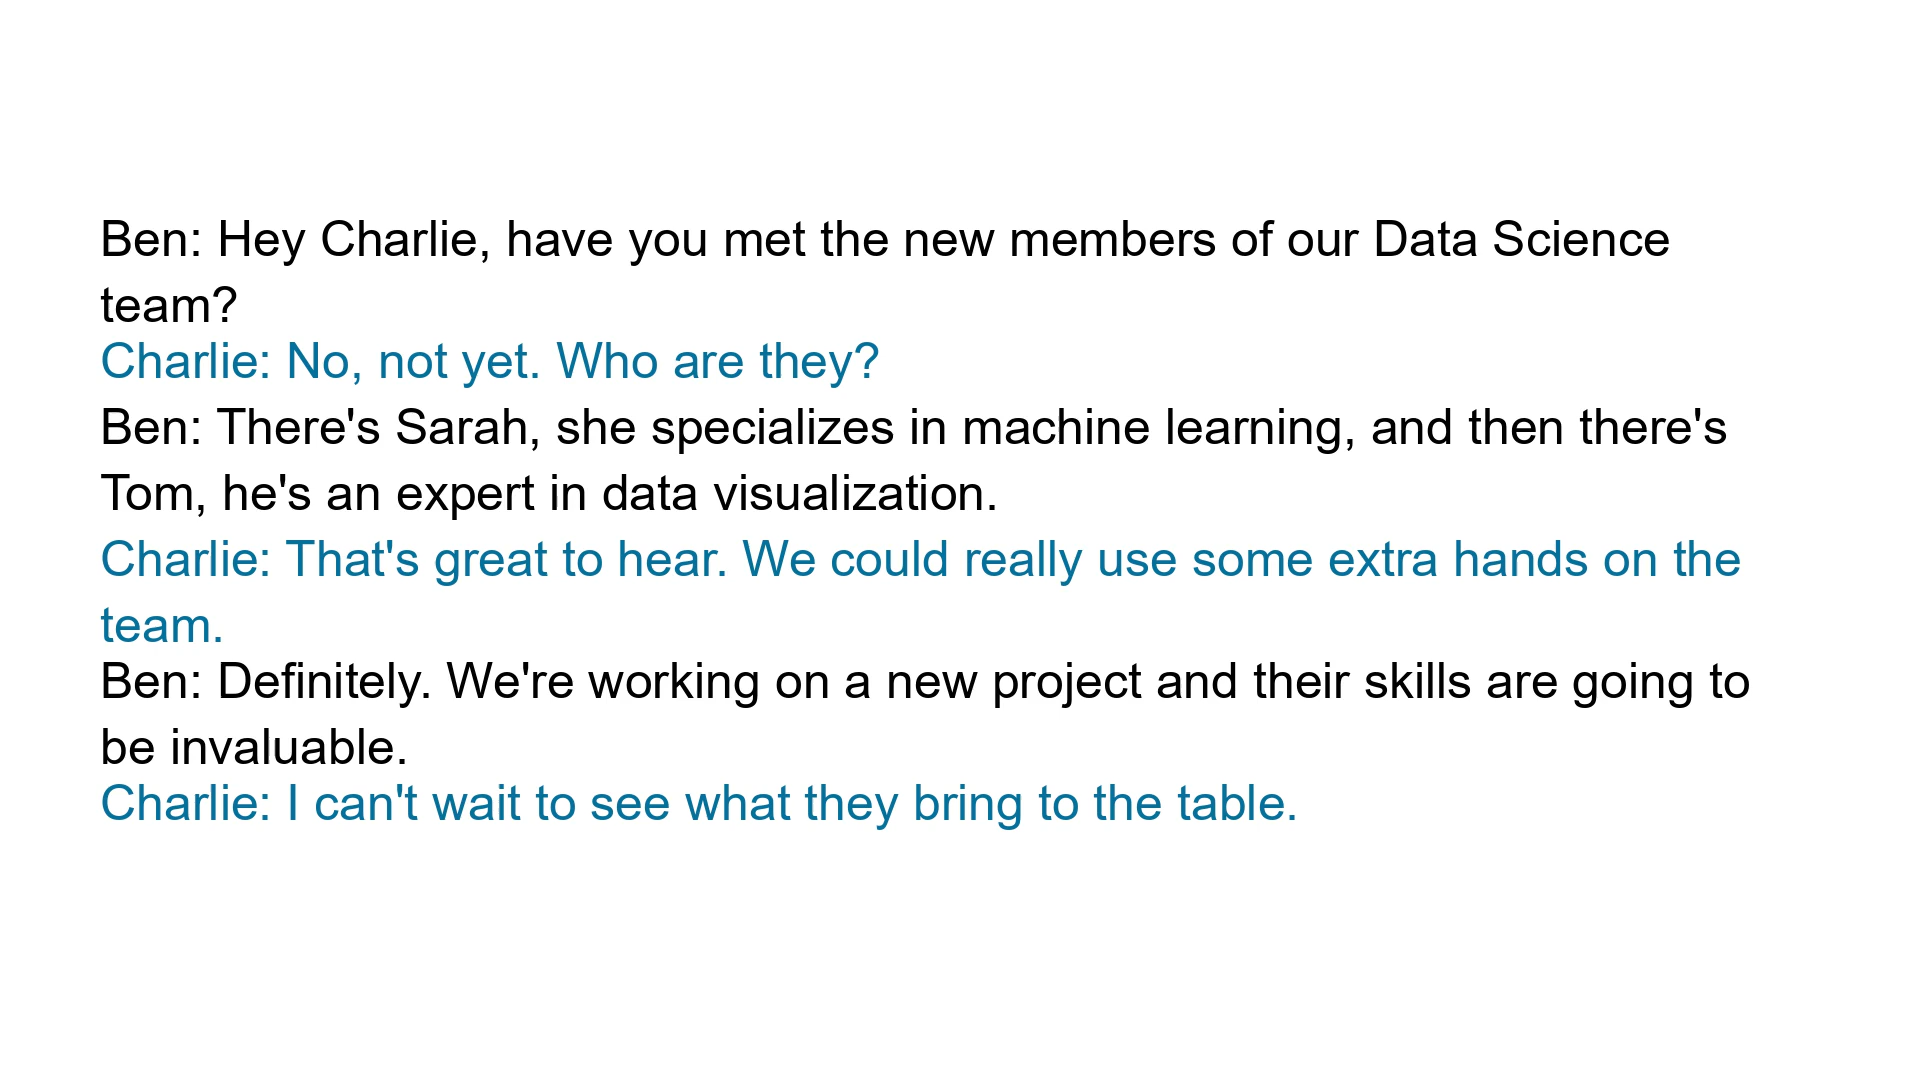 Ben: Hey Charlie, have you met the new members of our Data Science
team?
Charlie: No, not yet. Who are they?
Ben: There's Sarah, she specializes in machine learning, and then there's
Tom, he's an expert in data visualization.
Charlie: That's great to hear. We could really use some extra hands on the
team.
Ben: Definitely. We're working on a new project and their skills are going to
be invaluable.
Charlie: I can't wait to see what they bring to the table.